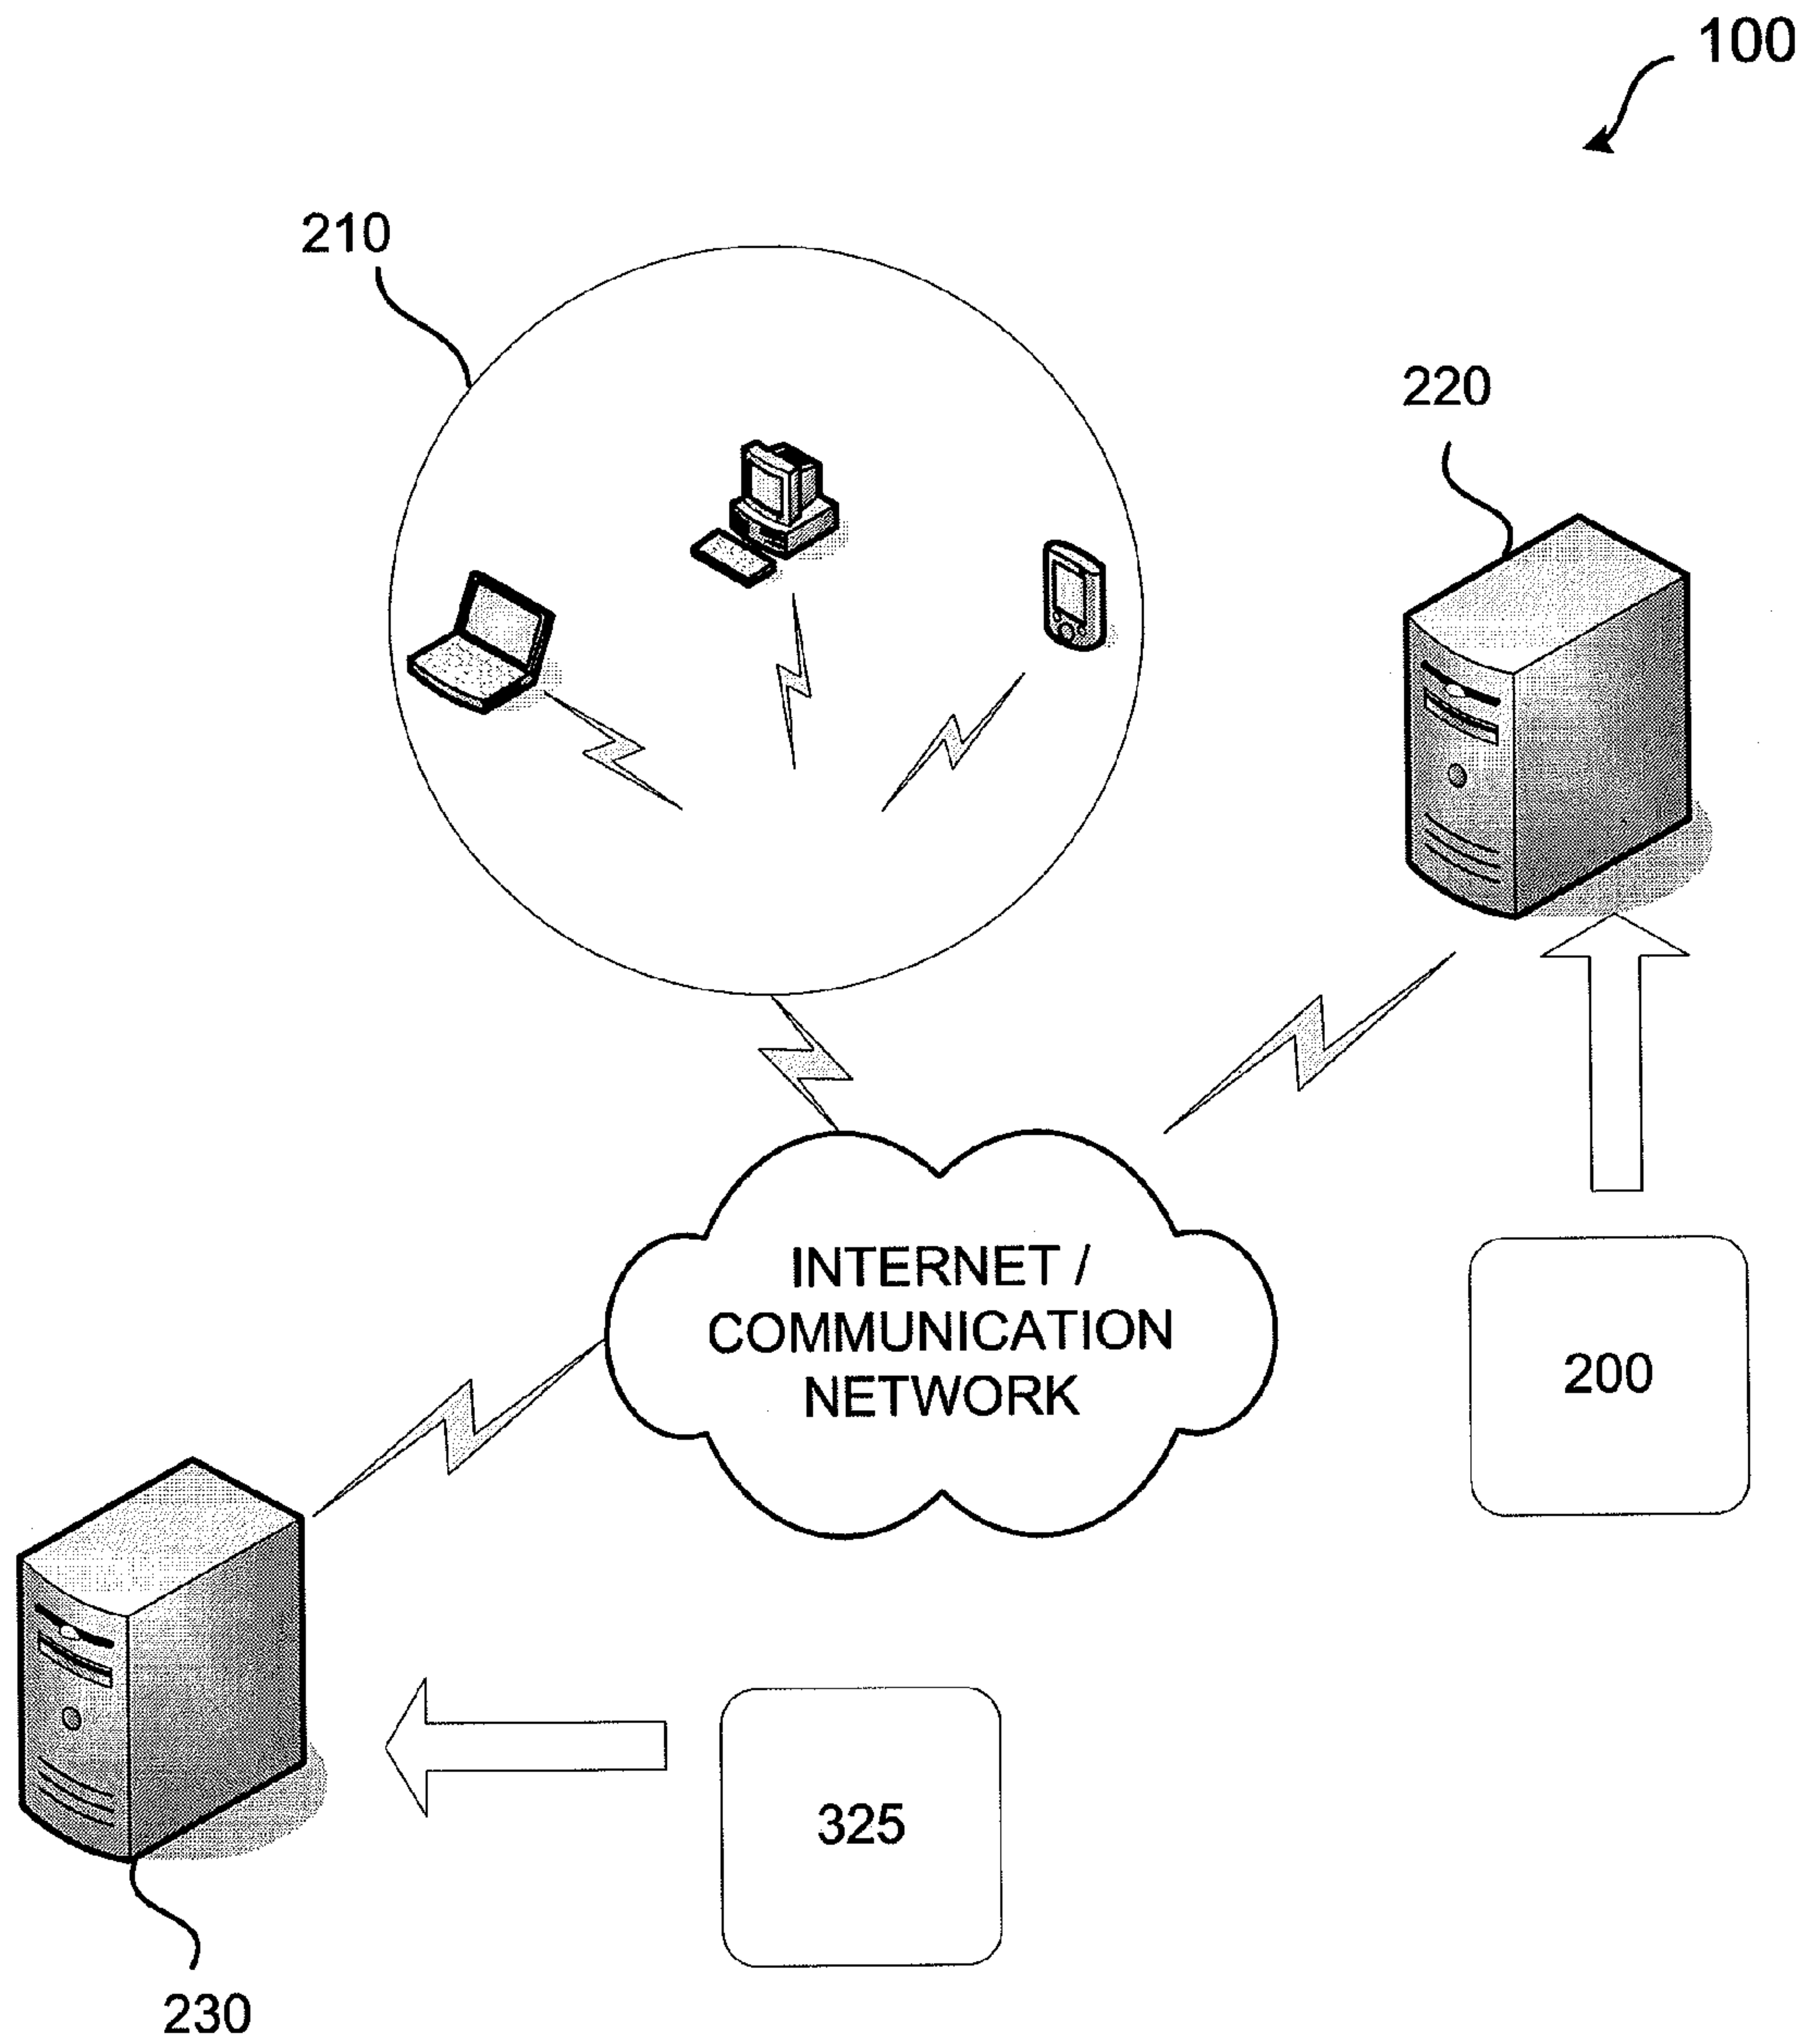 100
210
220
INTERNET /
COMMUNICATION
NETWORK
200
325
230